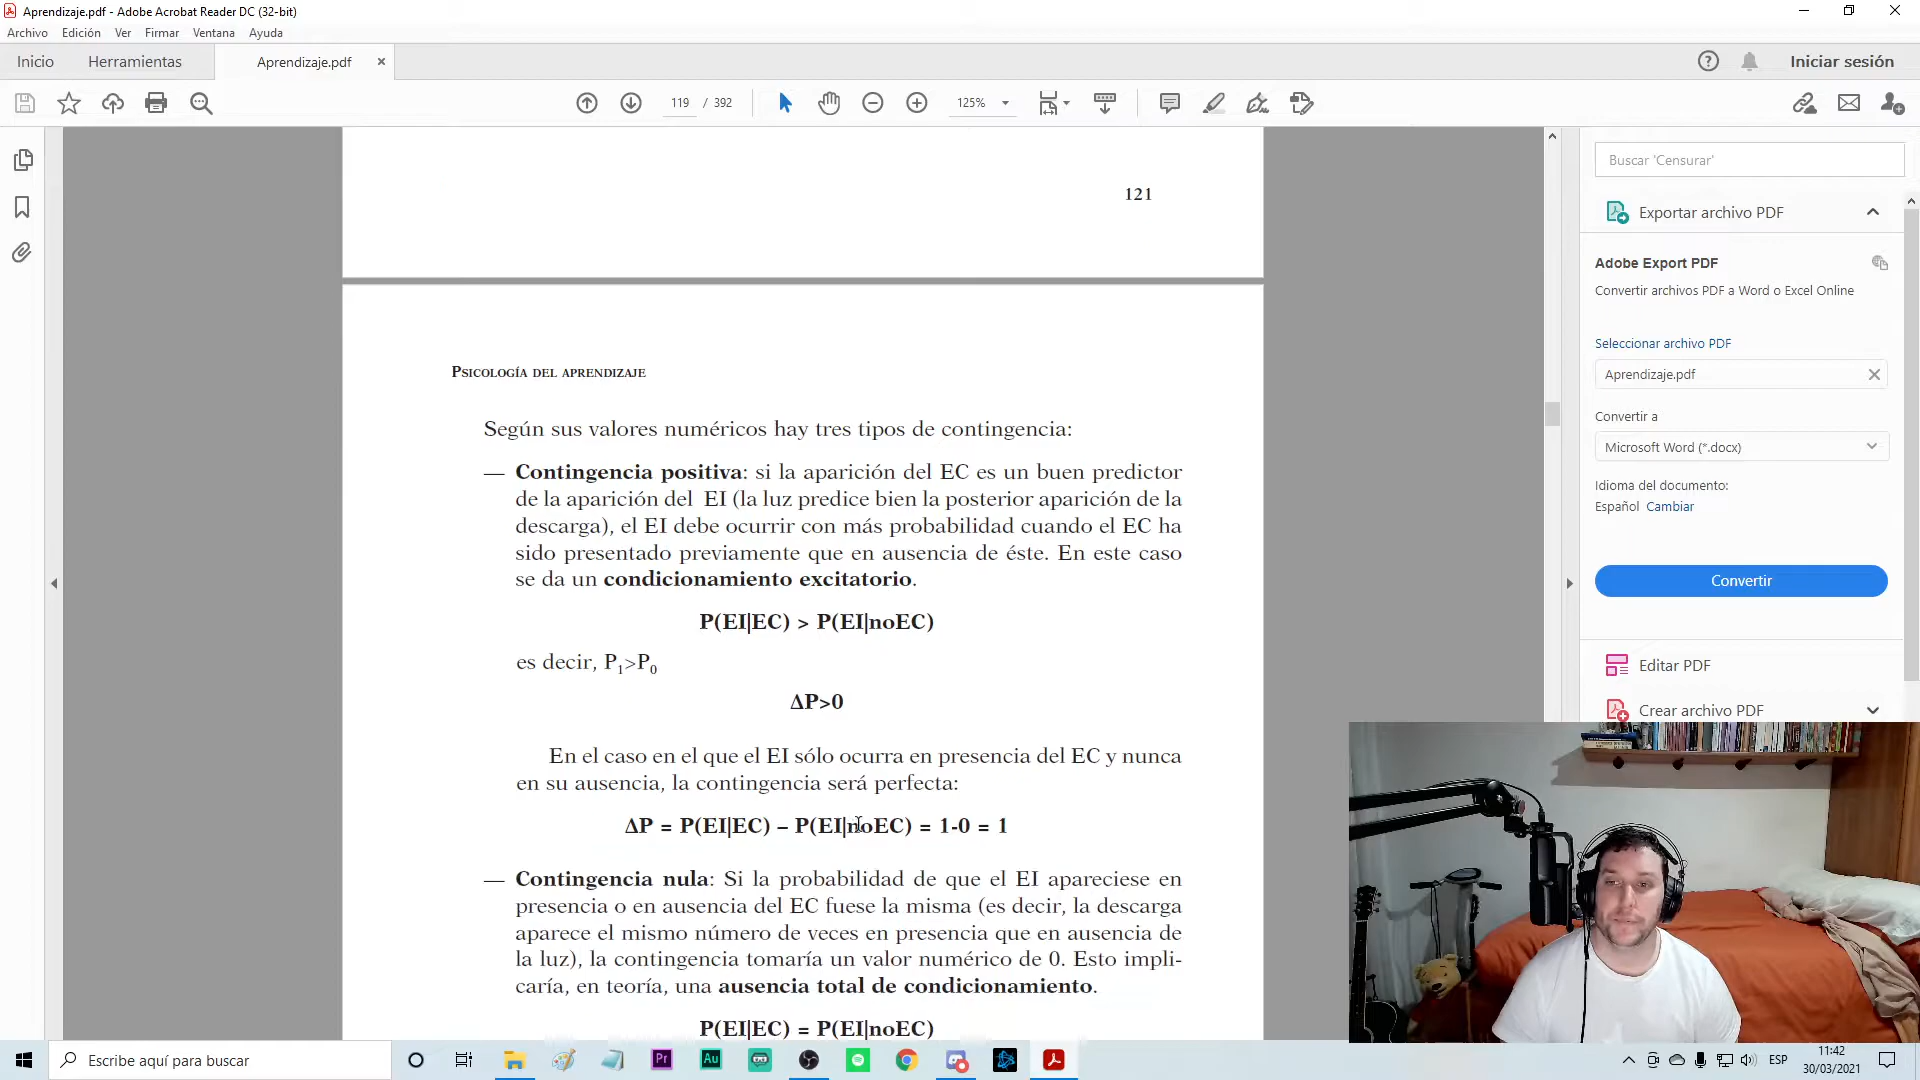 Aprendizaje.pdf - Adobe Acrobat Reader DC (32-bit)
Archivo Edición Ver Firmar Ventana Ayuda
Inicio Herramientas Aprendizaje.pdf
Iniciar sesión
119 / 392
125%
121
PSICOLOGÍA DEL APRENDIZAJE
Según sus valores numéricos hay tres tipos de contingencia:
— Contingencia positiva: si la aparición del EC es un buen predictor
de la aparición del EI (la luz predice bien la posterior aparición de la
descarga), el EI debe ocurrir con más probabilidad cuando el EC ha
sido presentado previamente que en ausencia de éste. En este caso
se da un condicionamiento excitatorio.
P(EI|EC) > P(EI|noEC)
es decir, P1>P0
ΔP>0
En el caso en el que el EI sólo ocurra en presencia del EC y nunca
en su ausencia, la contingencia será perfecta:
ΔP = P(EI|EC) – P(EI|noEC) = 1-0 = 1
— Contingencia nula: Si la probabilidad de que el EI apareciese en
presencia o en ausencia del EC fuese la misma (es decir, la descarga
aparece el mismo número de veces en presencia que en ausencia de
la luz), la contingencia tomaría un valor numérico de 0. Esto impli-
caría, en teoría, una ausencia total de condicionamiento.
P(EI|EC) = P(EI|noEC)
Buscar 'Censurar'
Exportar archivo PDF
Adobe Export PDF
Convertir archivos PDF a Word o Excel Online
Seleccionar archivo PDF
Aprendizaje.pdf
Convertir a
Microsoft Word (*.docx)
Idioma del documento:
Español Cambiar
Convertir
Editar PDF
Crear archivo PDF
Escribe aquí para buscar
Pr
Au
ESP
11:42
30/03/2021